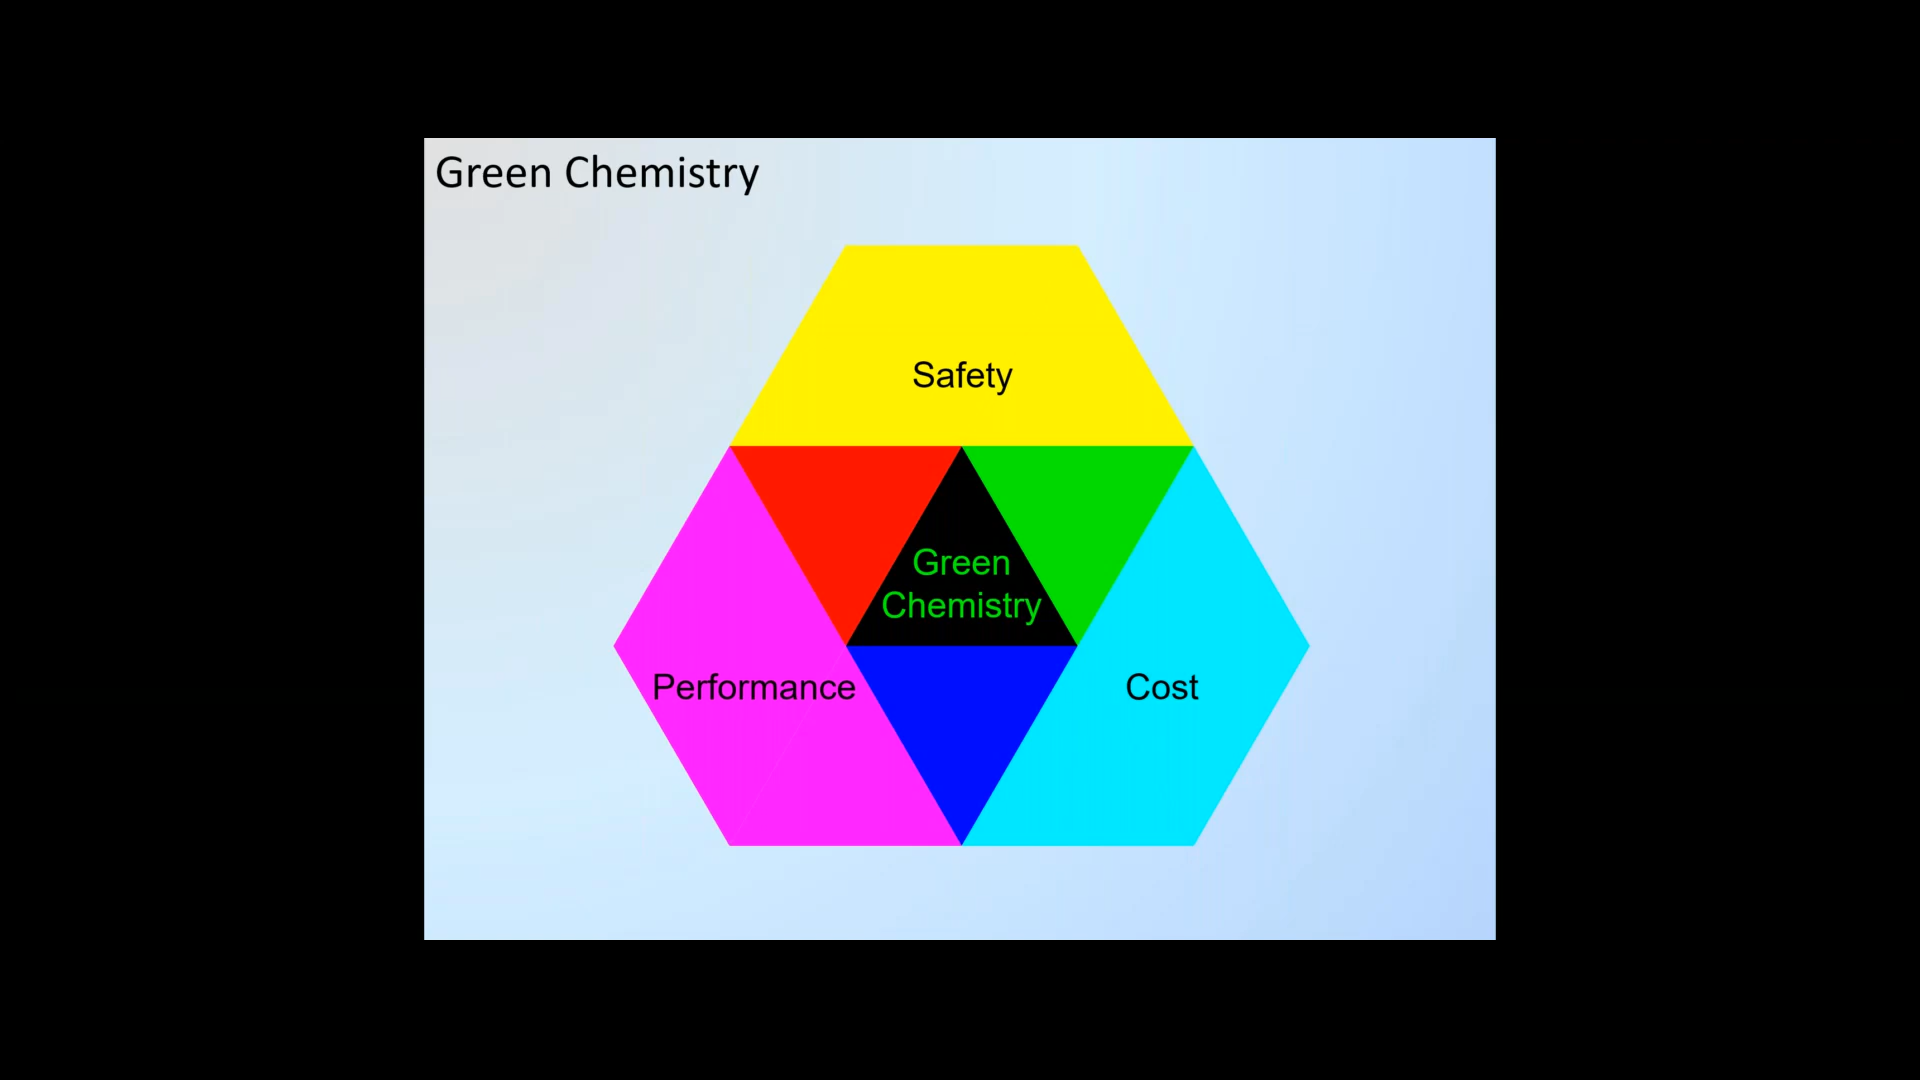 Green Chemistry
Safety
Green
Chemistry
Performance
Cost